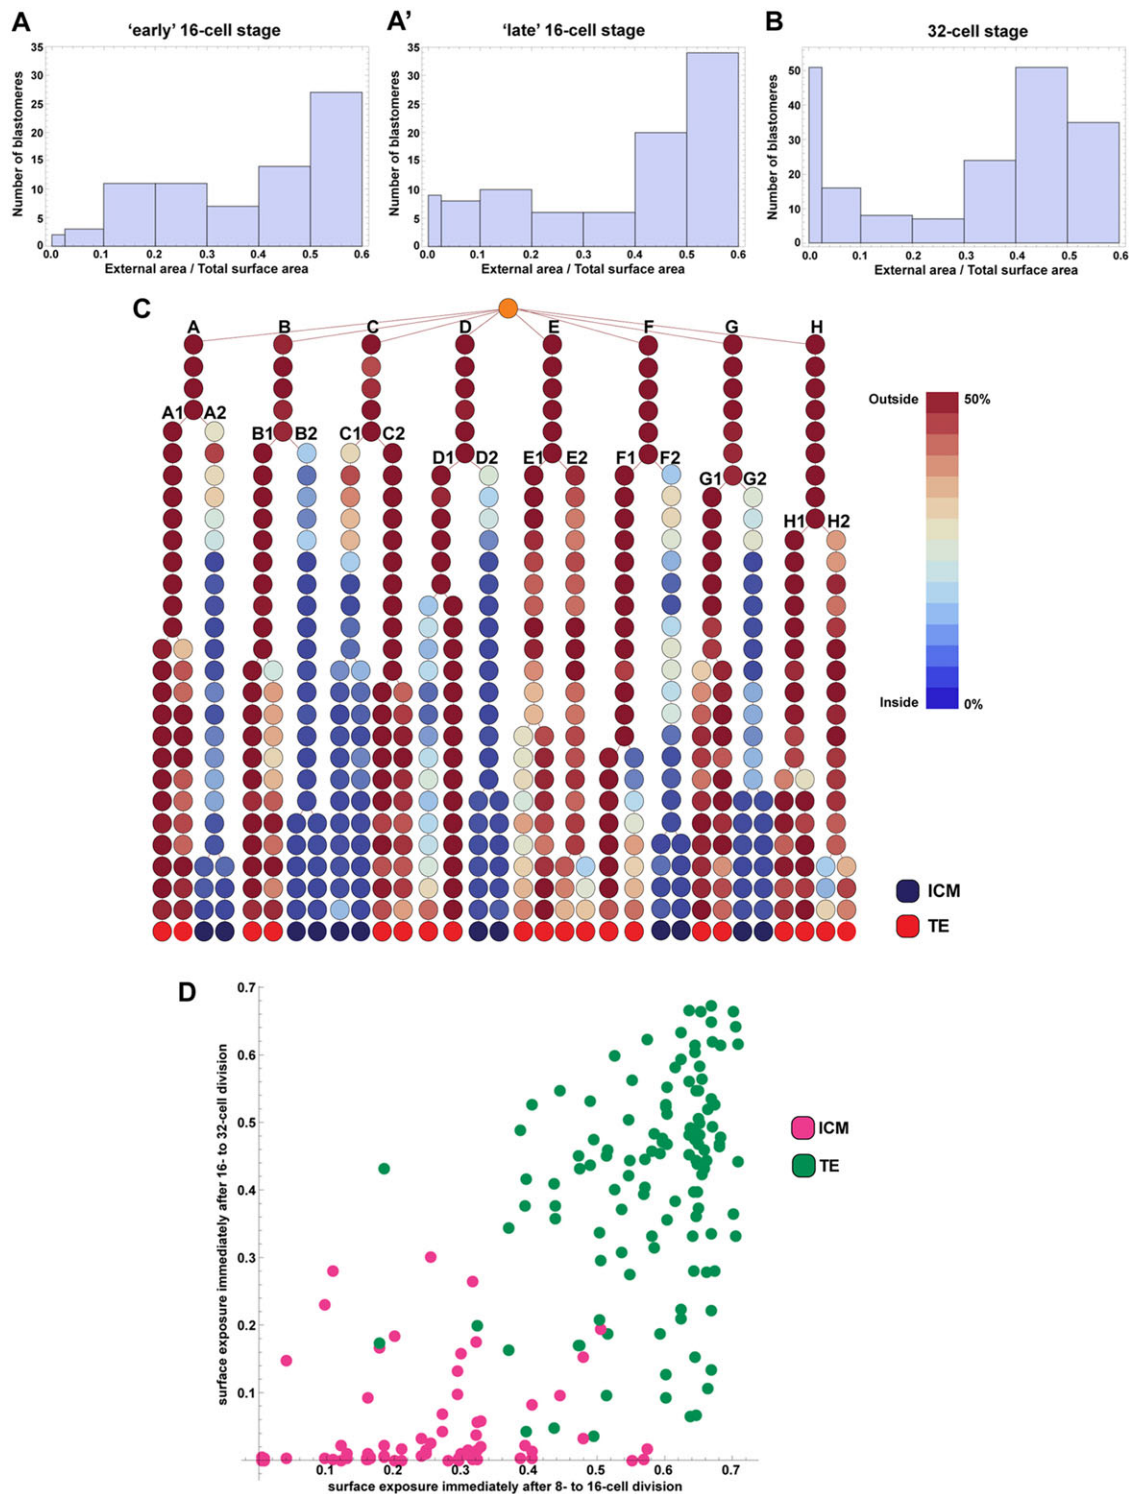 A
'early' 16-cell stage
35
30
25
20
15
10
5
0
0.0 0.1 0.2 0.3 0.4 0.5 0.6
Number of blastomeres
External area / Total surface area
A'
'late' 16-cell stage
35
30
25
20
15
10
5
0
0.0 0.1 0.2 0.3 0.4 0.5 0.6
Number of blastomeres
External area / Total surface area
B
32-cell stage
50
40
30
20
10
0
0.0 0.1 0.2 0.3 0.4 0.5 0.6
Number of blastomeres
External area / Total surface area
C
A B C D E F G H
A1 A2
B1 B2 C1 C2
D1 D2 E1 E2 F1 F2
G1 G2
H1 H2
Outside 50%
Inside 0%
ICM
TE
D
0.7
0.6
0.5
0.4
0.3
0.2
0.1
0.1 0.2 0.3 0.4 0.5 0.6 0.7
surface exposure immediately after 16- to 32-cell division
surface exposure immediately after 8- to 16-cell division
ICM
TE